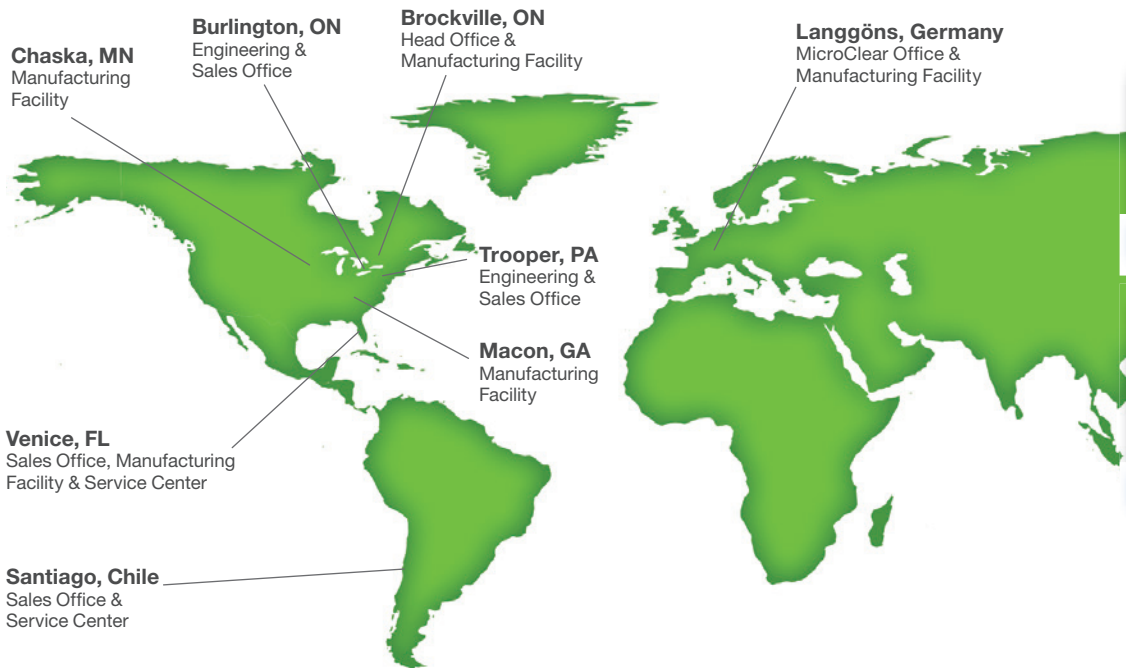 Chaska, MN
Manufacturing
Facility
Burlington, ON
Engineering &
Sales Office
Brockville, ON
Head Office &
Manufacturing Facility
Langgöns, Germany
MicroClear Office &
Manufacturing Facility
Trooper, PA
Engineering &
Sales Office
Macon, GA
Manufacturing
Facility
Venice, FL
Sales Office, Manufacturing
Facility & Service Center
Santiago, Chile
Sales Office &
Service Center